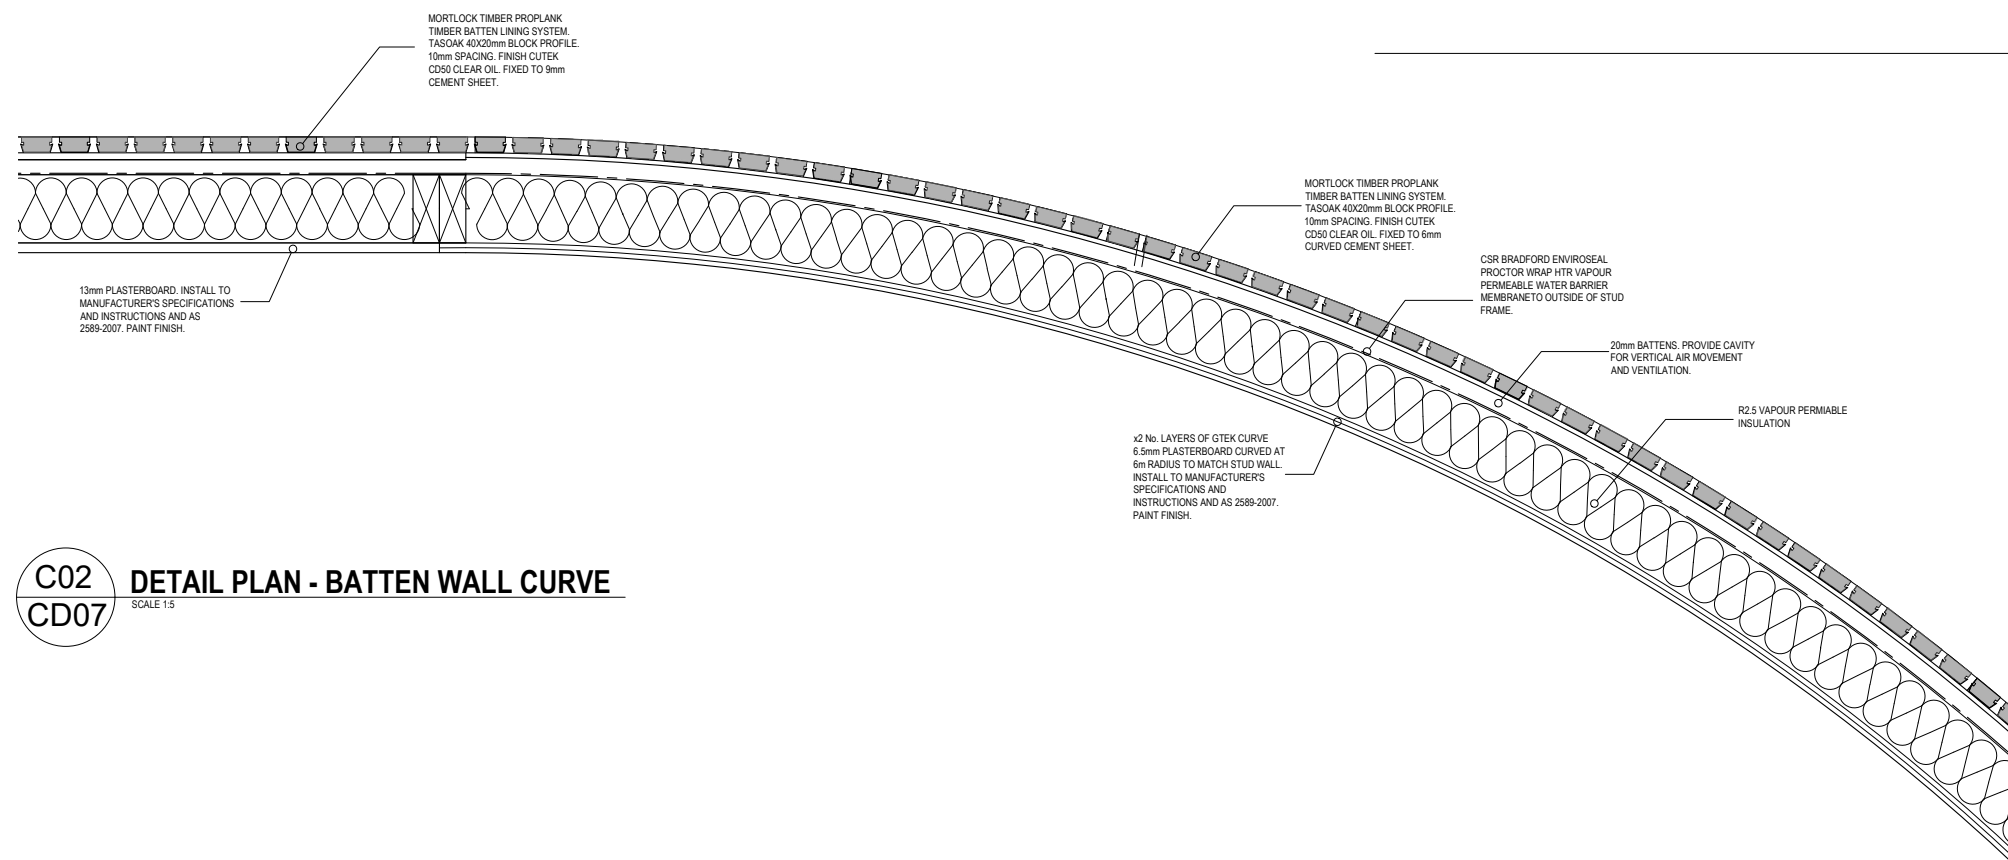 MORTLOCK TIMBER PROPLANK
TIMBER BATTEN LINING SYSTEM.
TASOAK 40X20mm BLOCK PROFILE.
10mm SPACING. FINISH CUTEK
CD50 CLEAR OIL. FIXED TO 9mm
CEMENT SHEET.
MORTLOCK TIMBER PROPLANK
TIMBER BATTEN LINING SYSTEM.
TASOAK 40X20mm BLOCK PROFILE.
10mm SPACING. FINISH CUTEK
CD50 CLEAR OIL. FIXED TO 6mm
CURVED CEMENT SHEET.
CSR BRADFORD ENVIROSEAL
PROCTOR WRAP HTR VAPOUR
PERMEABLE WATER BARRIER
MEMBRANETO OUTSIDE OF STUD
FRAME.
13mm PLASTERBOARD. INSTALL TO
MANUFACTURER'S SPECIFICATIONS
AND INSTRUCTIONS AND AS
2589-2007. PAINT FINISH.
20mm BATTENS. PROVIDE CAVITY
FOR VERTICAL AIR MOVEMENT
AND VENTILATION.
R2.5 VAPOUR PERMIABLE
INSULATION
x2 No. LAYERS OF GTEK CURVE
6.5mm PLASTERBOARD CURVED AT
6m RADIUS TO MATCH STUD WALL.
INSTALL TO MANUFACTURER'S
SPECIFICATIONS AND
INSTRUCTIONS AND AS 2589-2007.
PAINT FINISH.
C02
CD07
DETAIL PLAN - BATTEN WALL CURVE
SCALE 1:5